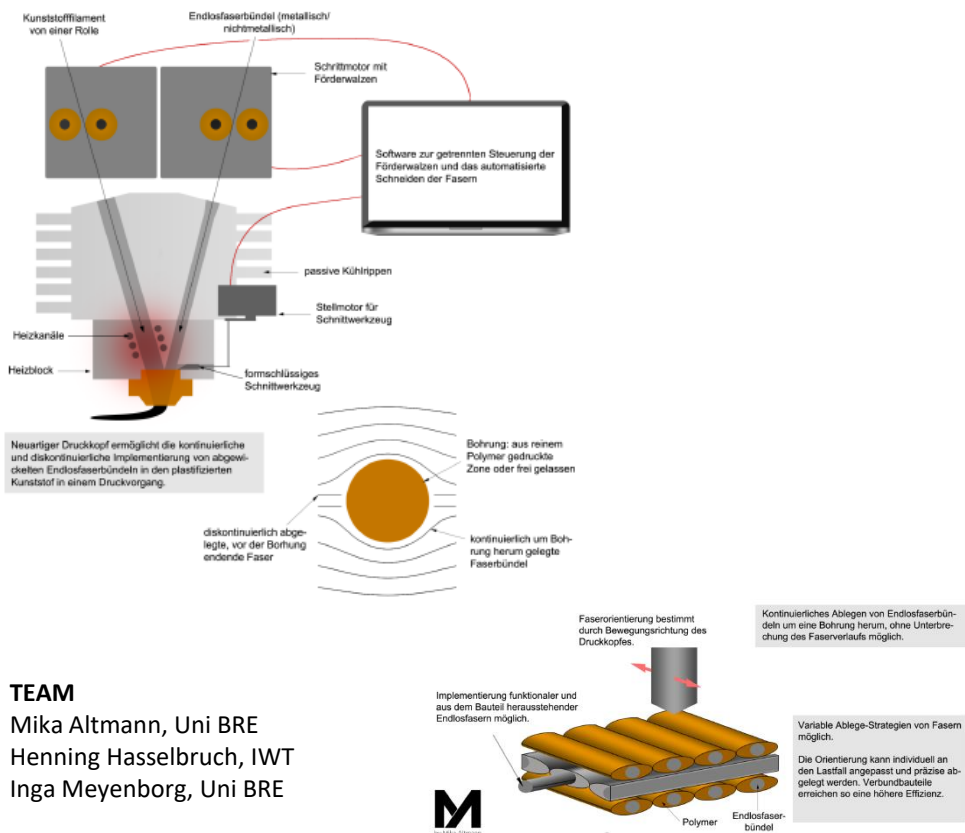 Kunststofffilament
von einer Rolle
Endlosfaserbündel (metallisch/
nichtmetallisch)
Schrittmotor mit
Förderwalzen
Software zur getrennten Steuerung der
Förderwalzen und das automatisierte
Schneiden der Fasern
passive Kühlrippen
Stellmotor für
Schnittwerkzeug
Heizkanäle
Heizblock
formschlüssiges
Schnittwerkzeug
Neuartiger Druckkopf ermöglicht die kontinuierliche
und diskontinuierliche Implementierung von abgewi-
ckelten Endlosfaserbündeln in den plastifizierten
Kunststof in einem Druckvorgang.
Bohrung: aus reinem
Polymer gedruckte
Zone oder frei gelassen
diskontinuierlich abge-
legte, vor der Borhung
endende Faser
kontinuierlich um Boh-
rung herum gelegte
Faserbündel
Faserorientierung bestimmt
durch Bewegungsrichtung des
Druckkopfes.
Kontinuierliches Ablegen von Endlosfaserbün-
deln um eine Bohrung herum, ohne Unterbre-
chung des Faserverlaufs möglich.
Implementierung funktionaler und
aus dem Bauteil herausstehender
Endlosfasern möglich.
Variable Ablege-Strategien von Fasern
möglich.
Die Orientierung kann individuell an
den Lastfall angepasst und präzise ab-
gelegt werden. Verbundbauteile
erreichen so eine höhere Effizienz.
Polymer
Endlosfaser-
bündel
TEAM
Mika Altmann, Uni BRE
Henning Hasselbruch, IWT
Inga Meyenborg, Uni BRE
M
by Mika Altmann